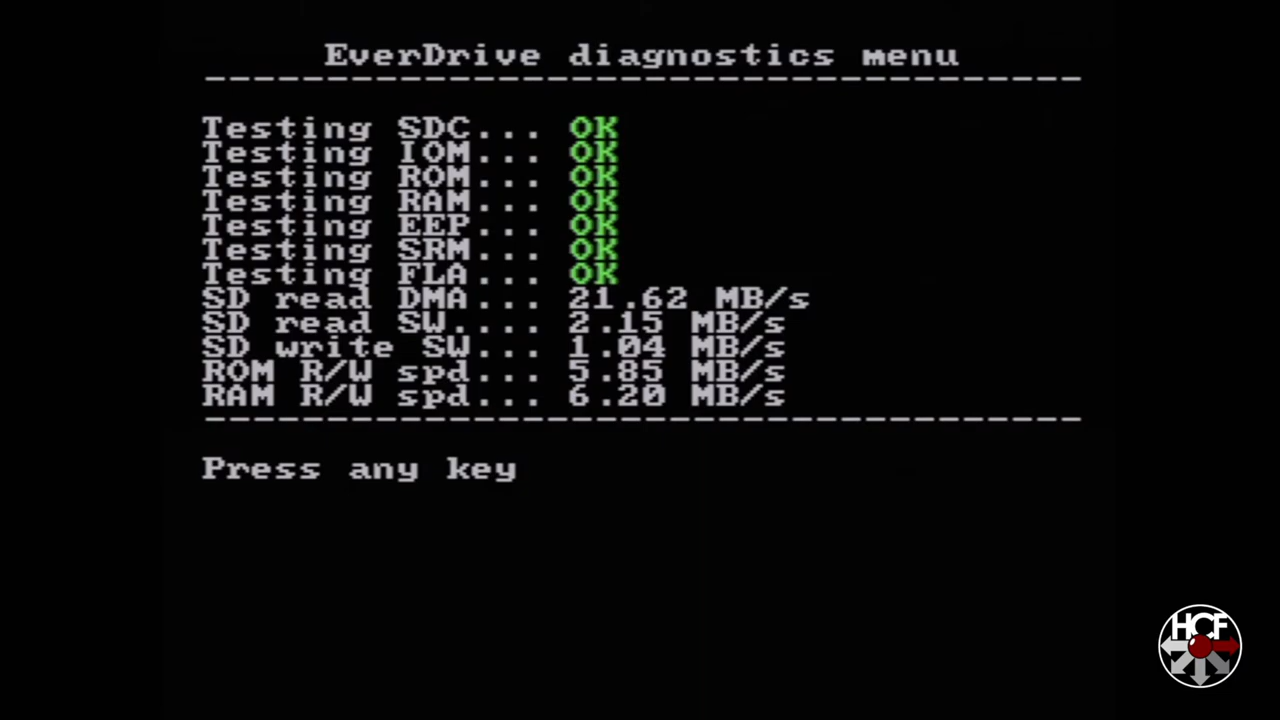 EverDrive diagnostics menu
------------------------------------
Testing SDC... OK
Testing IOM... OK
Testing ROM... OK
Testing RAM... OK
Testing EEP... OK
Testing SRM... OK
Testing FLA... OK
SD read DMA... 21.62 MB/s
SD read SW.... 2.15 MB/s
SD write SW... 1.04 MB/s
ROM R/W spd... 5.85 MB/s
RAM R/W spd... 6.20 MB/s
------------------------------------
Press any key
HCF